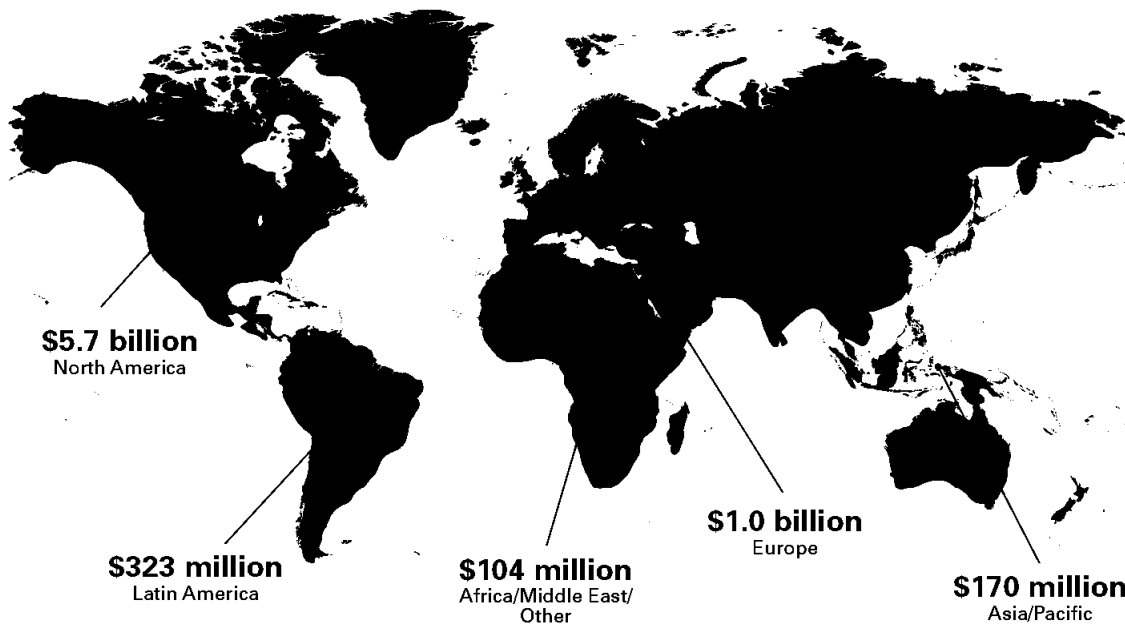 $5.7 billion
North America
$323 million
Latin America
$104 million
Africa/Middle East/
Other
$1.0 billion
Europe
$170 million
Asia/Pacific